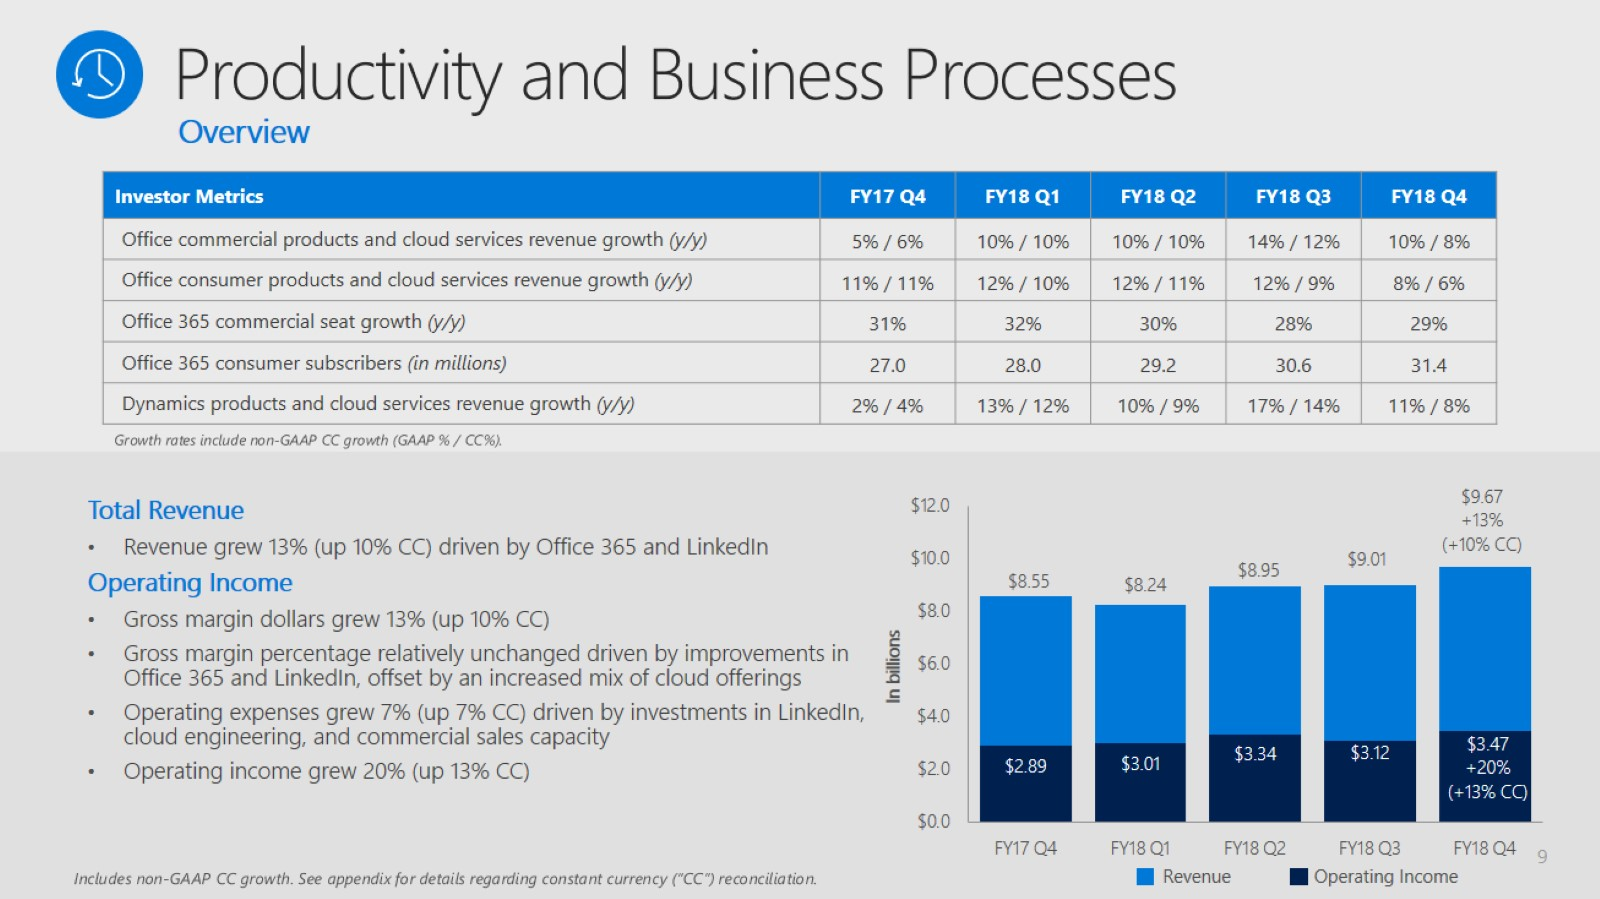 Productivity and Business Processes
Overview
Investor Metrics FY17 Q4 FY18 Q1 FY18 Q2 FY18 Q3 FY18 Q4
Office commercial products and cloud services revenue growth (y/y) 5% / 6% 10% / 10% 10% / 10% 14% / 12% 10% / 8%
Office consumer products and cloud services revenue growth (y/y) 11% / 11% 12% / 10% 12% / 11% 12% / 9% 8% / 6%
Office 365 commercial seat growth (y/y) 31% 32% 30% 28% 29%
Office 365 consumer subscribers (in millions) 27.0 28.0 29.2 30.6 31.4
Dynamics products and cloud services revenue growth (y/y) 2% / 4% 13% / 12% 10% / 9% 17% / 14% 11% / 8%
Growth rates include non-GAAP CC growth (GAAP % / CC%).
Total Revenue
• Revenue grew 13% (up 10% CC) driven by Office 365 and LinkedIn
Operating Income
• Gross margin dollars grew 13% (up 10% CC)
• Gross margin percentage relatively unchanged driven by improvements in
Office 365 and LinkedIn, offset by an increased mix of cloud offerings
• Operating expenses grew 7% (up 7% CC) driven by investments in LinkedIn,
cloud engineering, and commercial sales capacity
• Operating income grew 20% (up 13% CC)
In billions
$12.0
$10.0
$8.0
$6.0
$4.0
$2.0
$0.0
$8.55
$8.24
$8.95
$9.01
$9.67
+13%
(+10% CC)
$2.89
$3.01
$3.34
$3.12
$3.47
+20%
(+13% CC)
FY17 Q4 FY18 Q1 FY18 Q2 FY18 Q3 FY18 Q4
Revenue Operating Income
9
Includes non-GAAP CC growth. See appendix for details regarding constant currency ("CC") reconciliation.